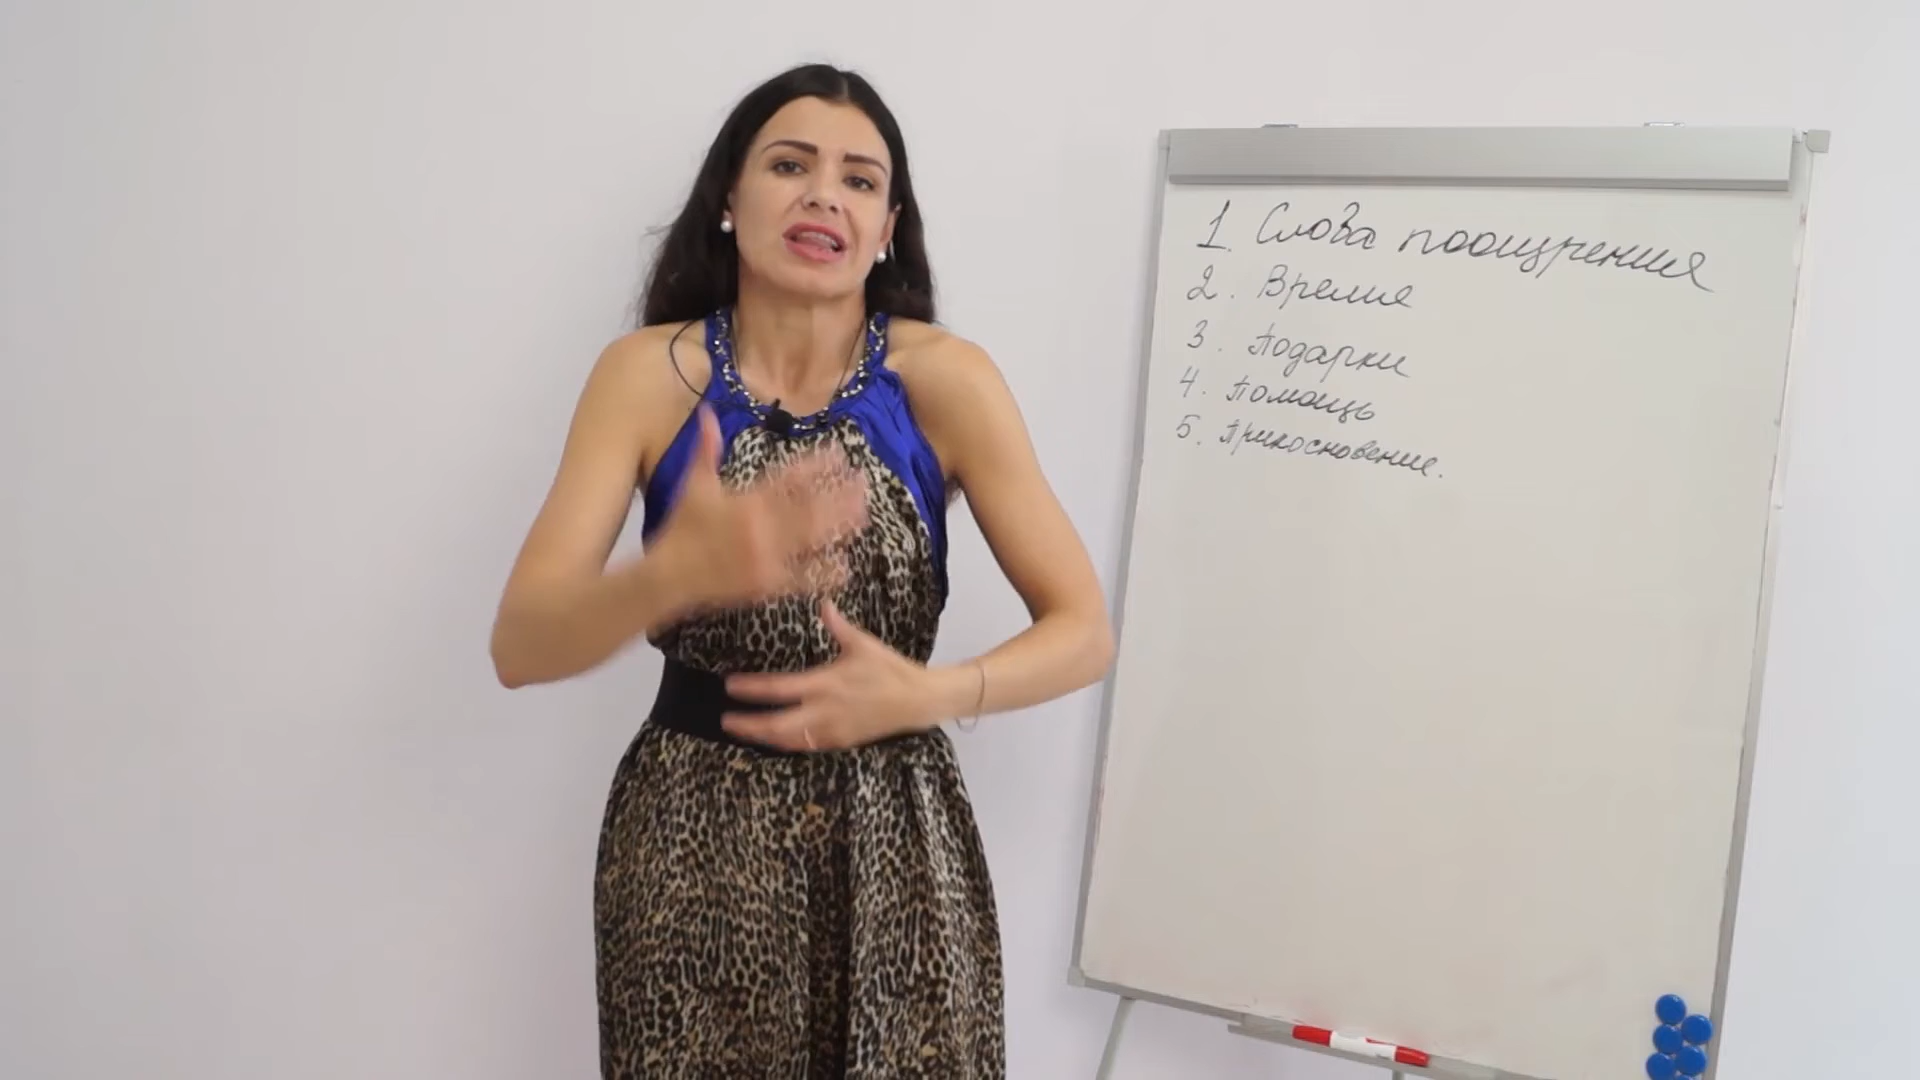 1. Слова поощрения
2. Время
3. Подарки
4. Помощь
5. Прикосновение.